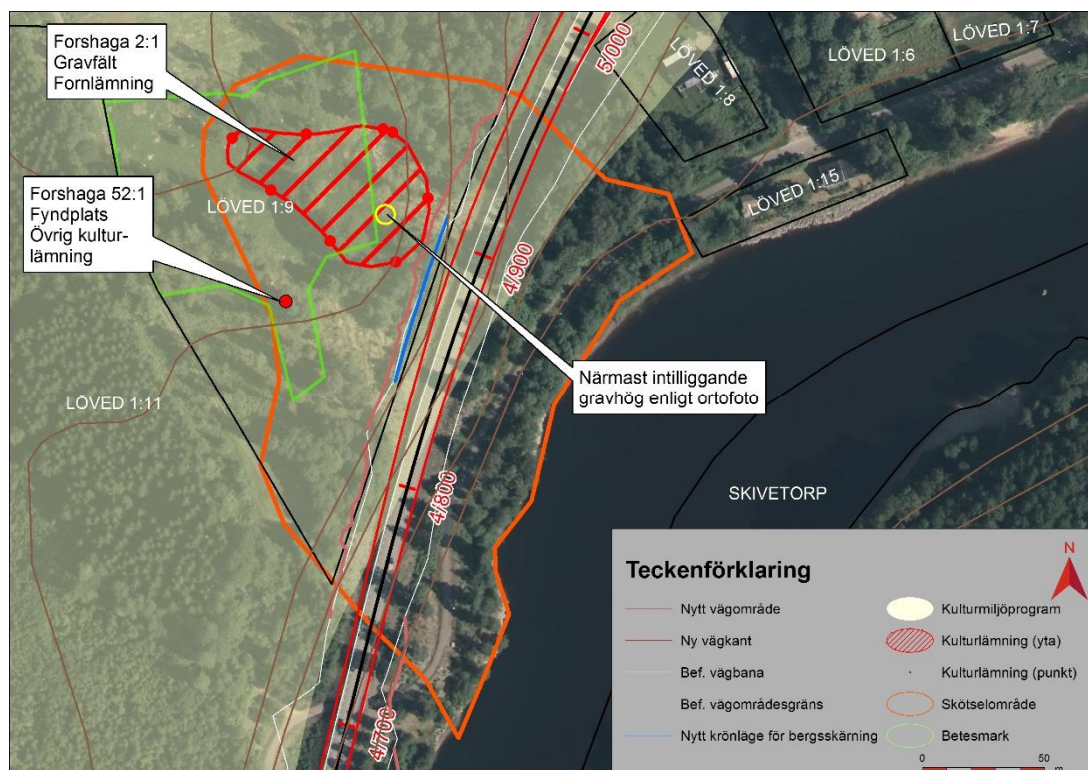 Forshaga 2:1
Gravfält
Fornlämning
Forshaga 52:1
Fyndplats
Övrig kultur-
lämning
LÖVED 1:9
LÖVED 1:11
5/000
LÖVED 1:8
LÖVED 1:6
LÖVED 1:7
LÖVED 1:15
4/900
Närmast intilliggande
gravhög enligt ortofoto
4/800
SKIVETORP
4/700
Teckenförklaring
N
Nytt vägområde
Ny vägkant
Bef. vägbana
Bef. vägområdesgräns
Nytt krönläge för bergsskärning
Kulturmiljöprogram
Kulturlämning (yta)
Kulturlämning (punkt)
Skötselområde
Betesmark
0 50
m